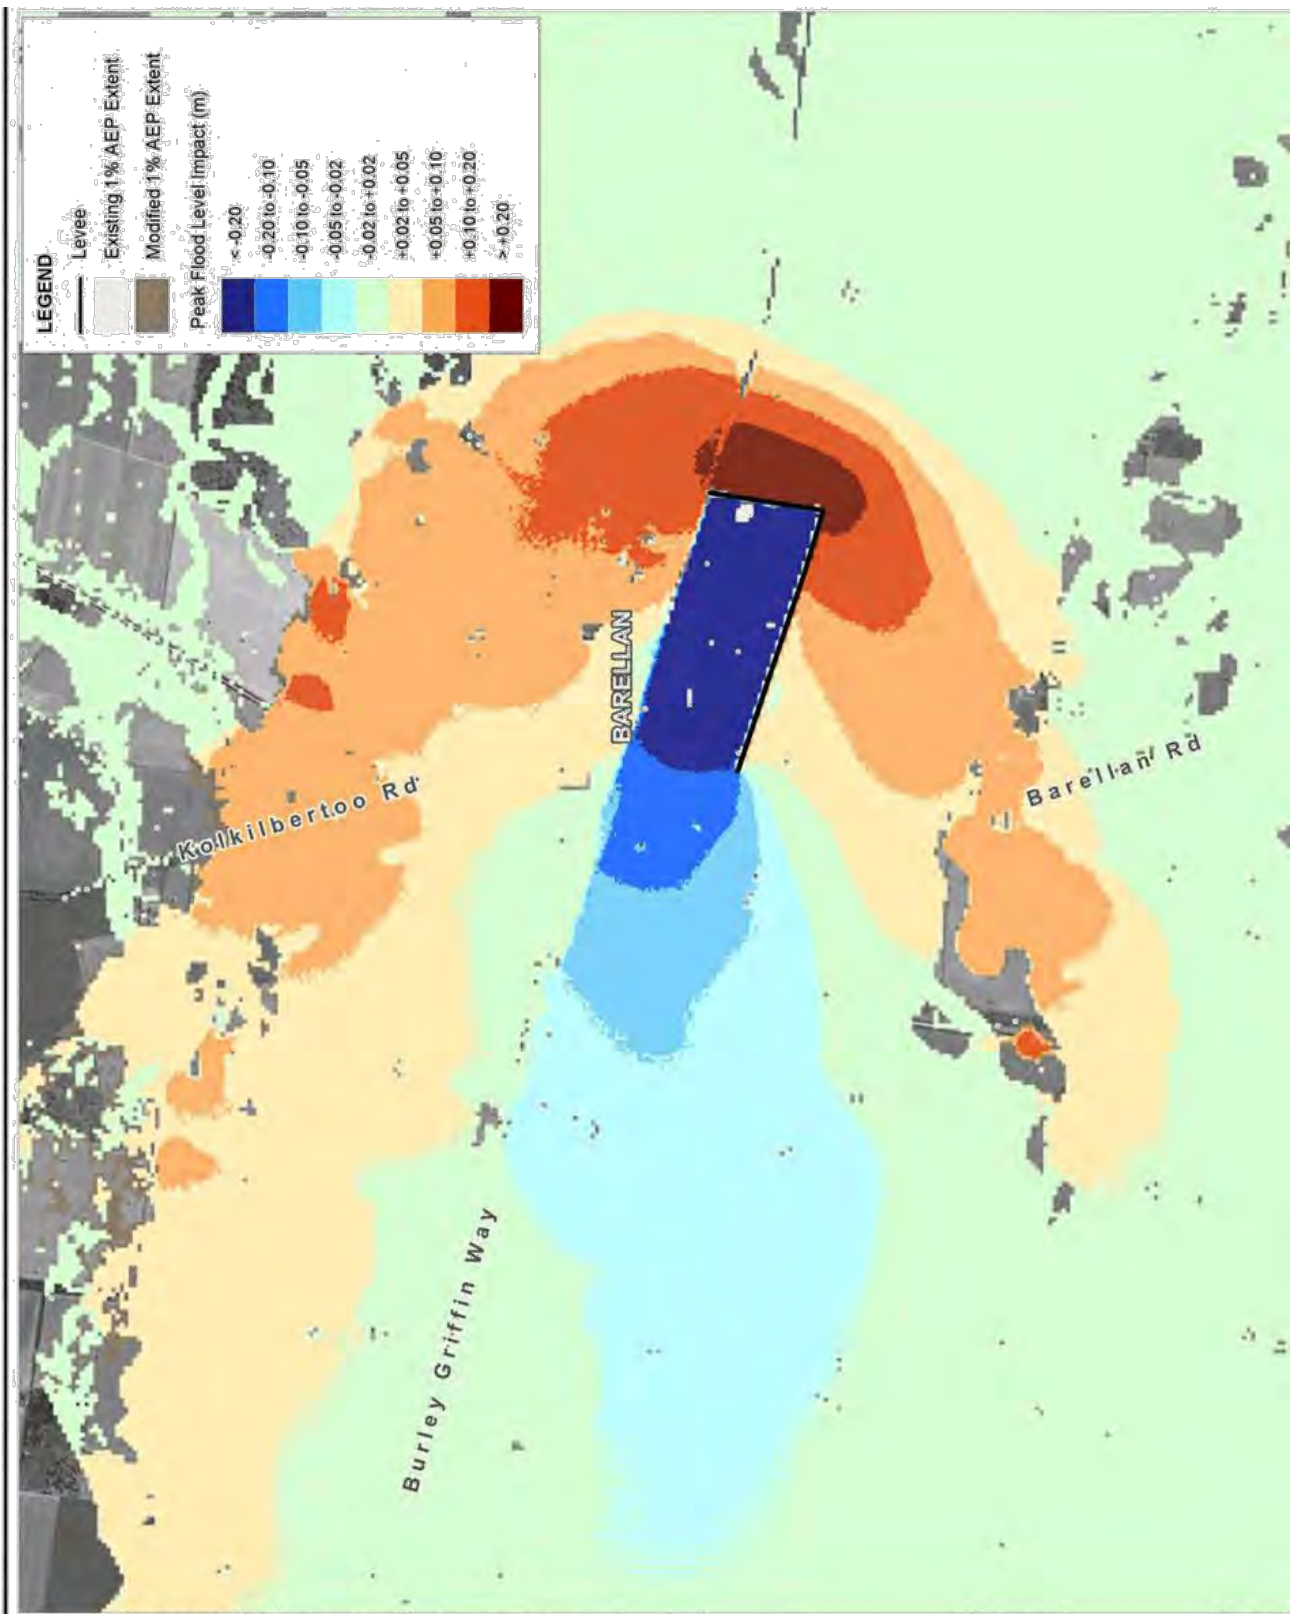 LEGEND
Levee
Existing 1% AEP Extent
Modified 1% AEP Extent
Peak Flood Level Impact (m)
< -0.20
-0.20 to -0.10
-0.10 to -0.05
-0.05 to -0.02
-0.02 to +0.02
+0.02 to +0.05
+0.05 to +0.10
+0.10 to +0.20
> +0.20
BARELLAN
Kolkilbertoo Rd
Barellan Rd
Burley Griffin Way